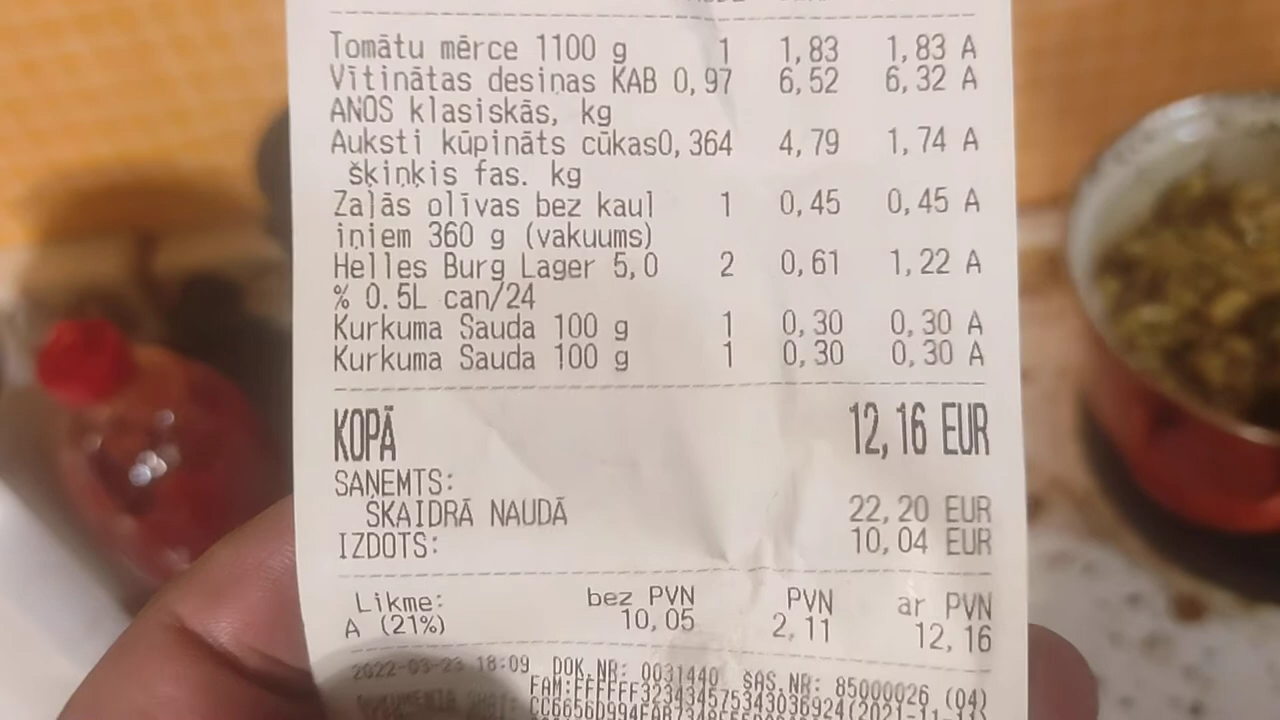 Tomātu mērce 1100 g 1 1,83 1,83 A
Vītinātas desiņas KAB 0,97 6,52 6,32 A
ANOS klasiskās, kg
Auksti kūpināts cūkas0,364 4,79 1,74 A
šķiņķis fas. kg
Zaļās olīvas bez kaul 1 0,45 0,45 A
iņiem 360 g (vakuums)
Helles Burg Lager 5,0 2 0,61 1,22 A
% 0.5L can/24
Kurkuma Sauda 100 g 1 0,30 0,30 A
Kurkuma Sauda 100 g 1 0,30 0,30 A
KOPĀ 12,16 EUR
SAŅEMTS:
SKAIDRĀ NAUDĀ 22,20 EUR
IZDOTS: 10,04 EUR
Likme: bez PVN PVN ar PVN
A (21%) 10,05 2,11 12,16
2022-03-23 18:09 DOK.NR: 0031440 ŠAS.NR: 85000026 (04)